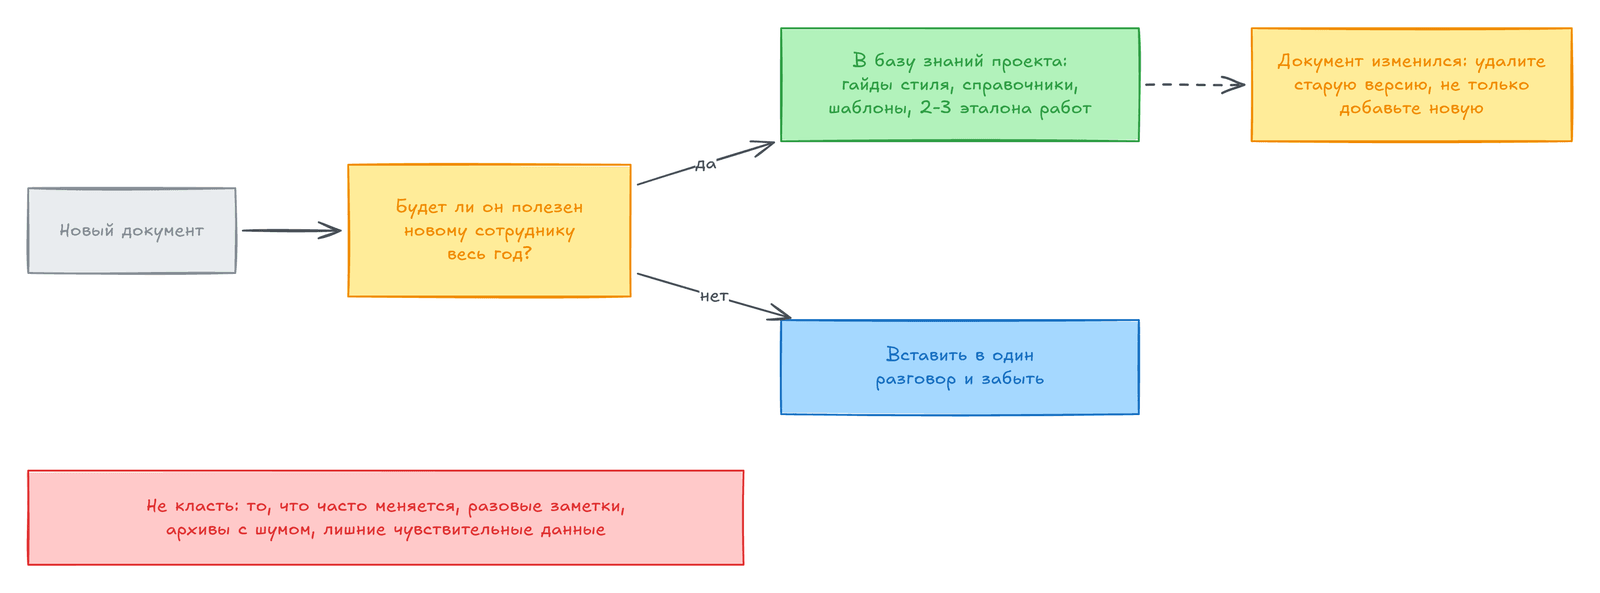 Новый документ
Будет ли он полезен
новому сотруднику
весь год?
да
нет
В базу знаний проекта:
гайды стиля, справочники,
шаблоны, 2–3 эталона работ
Документ изменился: удалите
старую версию, не только
добавьте новую
Вставить в один
разговор и забыть
Не класть: то, что часто меняется, разовые заметки,
архивы с шумом, лишние чувствительные данные